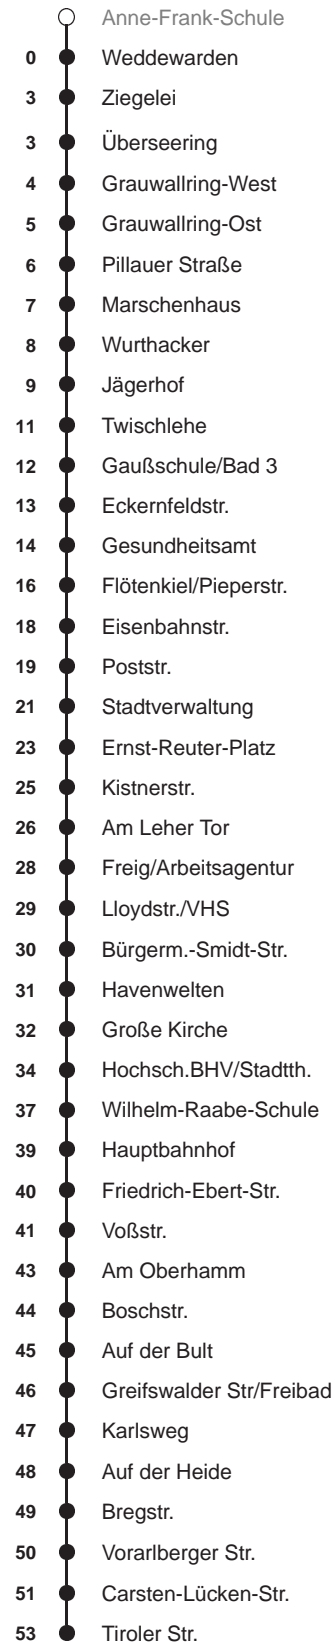 Anne-Frank-Schule
0 Weddewarden
3 Ziegelei
3 Überseering
4 Grauwallring-West
5 Grauwallring-Ost
6 Pillauer Straße
7 Marschenhaus
8 Wurthacker
9 Jägerhof
11 Twischlehe
12 Gaußschule/Bad 3
13 Eckernfeldstr.
14 Gesundheitsamt
16 Flötenkiel/Pieperstr.
18 Eisenbahnstr.
19 Poststr.
21 Stadtverwaltung
23 Ernst-Reuter-Platz
25 Kistnerstr.
26 Am Leher Tor
28 Freig/Arbeitsagentur
29 Lloydstr./VHS
30 Bürgerm.-Smidt-Str.
31 Havenwelten
32 Große Kirche
34 Hochsch.BHV/Stadtth.
37 Wilhelm-Raabe-Schule
39 Hauptbahnhof
40 Friedrich-Ebert-Str.
41 Voßstr.
43 Am Oberhamm
44 Boschstr.
45 Auf der Bult
46 Greifswalder Str/Freibad
47 Karlsweg
48 Auf der Heide
49 Bregstr.
50 Vorarlberger Str.
51 Carsten-Lücken-Str.
53 Tiroler Str.